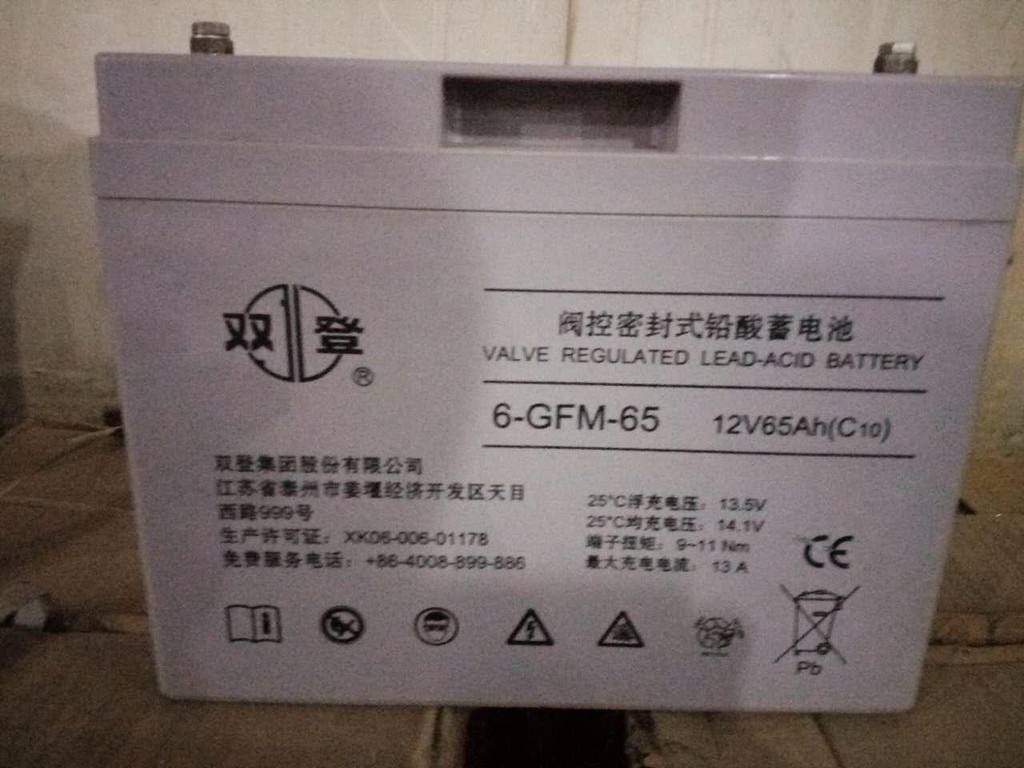 双登
®
阀控密封式铅酸蓄电池
VALVE REGULATED LEAD-ACID BATTERY
6-GFM-65 12V65Ah(C10)
双登集团股份有限公司
江苏省泰州市姜堰经济开发区天目
西路999号
生产许可证：XK06-006-01178
免费服务电话：+86-4008-899-886
25°C浮充电压：13.5V
25°C均充电压：14.1V
端子扭矩：9~11 Nm
最大充电电流：13 A
CE
Pb